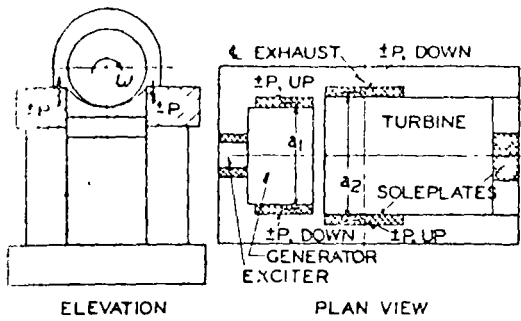 ℄ EXHAUST
±P, DOWN
±P, UP
ω
±P
±P,
TURBINE
a1
a2
SOLEPLATES
±P, DOWN
±P, UP
GENERATOR
EXCITER
ELEVATION
PLAN VIEW